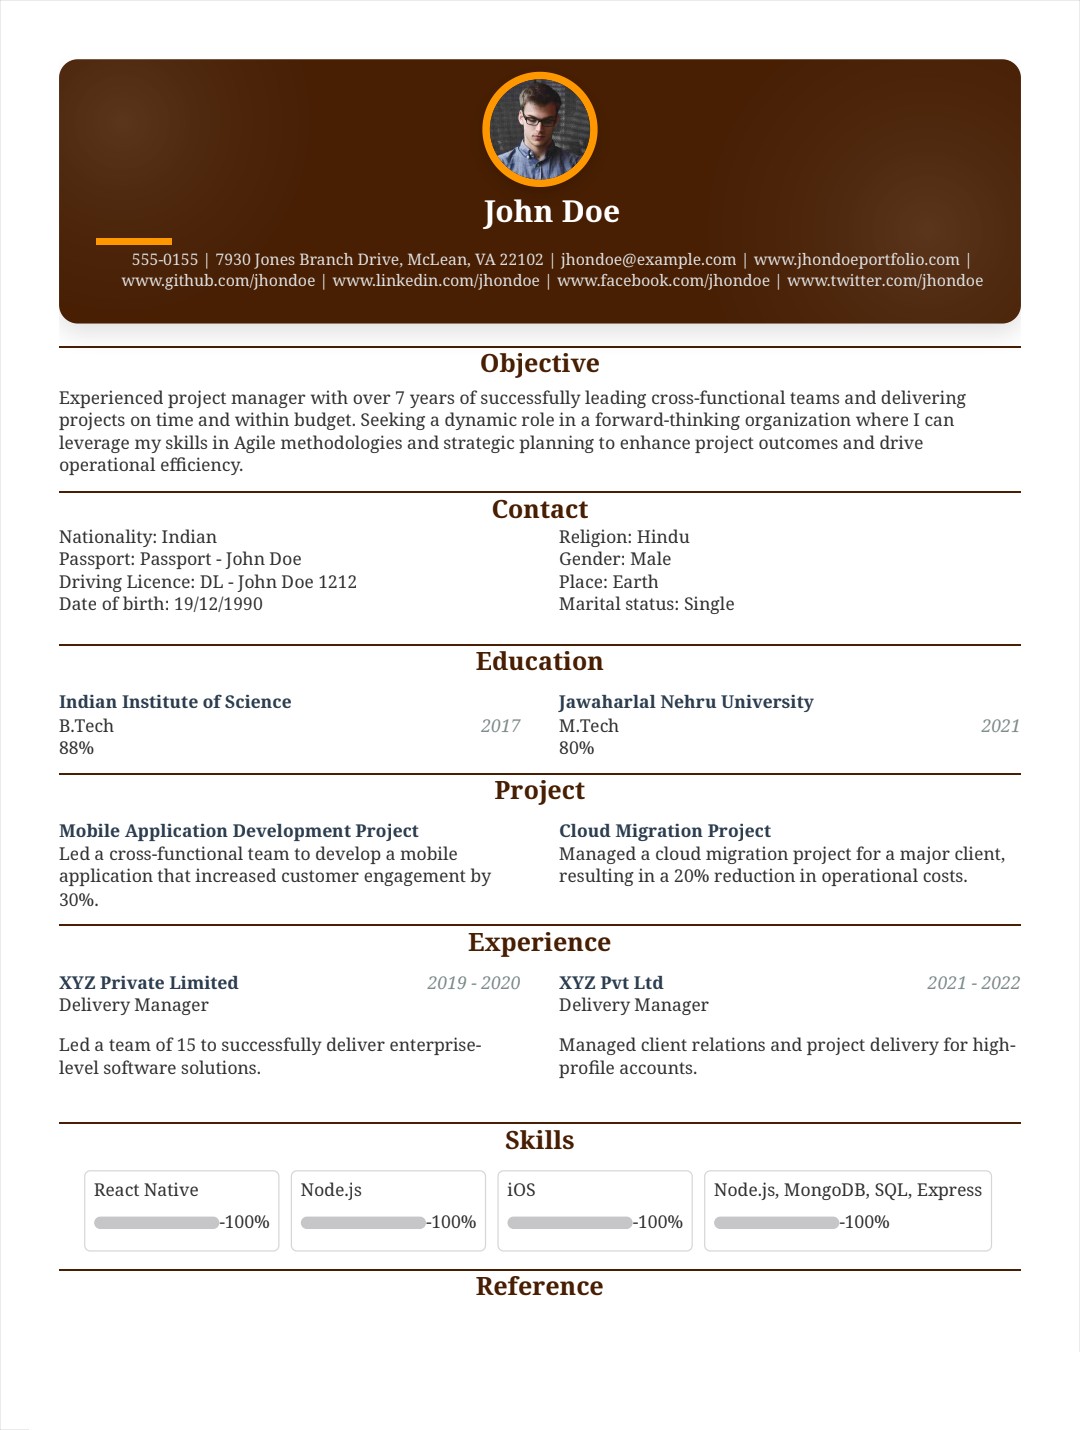 John Doe
555-0155 | 7930 Jones Branch Drive, McLean, VA 22102 | jhondoe@example.com | www.jhondoeportfolio.com |
www.github.com/jhondoe | www.linkedin.com/jhondoe | www.facebook.com/jhondoe | www.twitter.com/jhondoe
Objective
Experienced project manager with over 7 years of successfully leading cross-functional teams and delivering
projects on time and within budget. Seeking a dynamic role in a forward-thinking organization where I can
leverage my skills in Agile methodologies and strategic planning to enhance project outcomes and drive
operational efficiency.
Contact
Nationality: Indian
Passport: Passport - John Doe
Driving Licence: DL - John Doe 1212
Date of birth: 19/12/1990
Religion: Hindu
Gender: Male
Place: Earth
Marital status: Single
Education
Indian Institute of Science
B.Tech 2017
88%
Jawaharlal Nehru University
M.Tech 2021
80%
Project
Mobile Application Development Project
Led a cross-functional team to develop a mobile
application that increased customer engagement by
30%.
Cloud Migration Project
Managed a cloud migration project for a major client,
resulting in a 20% reduction in operational costs.
Experience
XYZ Private Limited 2019 - 2020
Delivery Manager
Led a team of 15 to successfully deliver enterprise-
level software solutions.
XYZ Pvt Ltd 2021 - 2022
Delivery Manager
Managed client relations and project delivery for high-
profile accounts.
Skills
React Native
-100%
Node.js
-100%
iOS
-100%
Node.js, MongoDB, SQL, Express
-100%
Reference